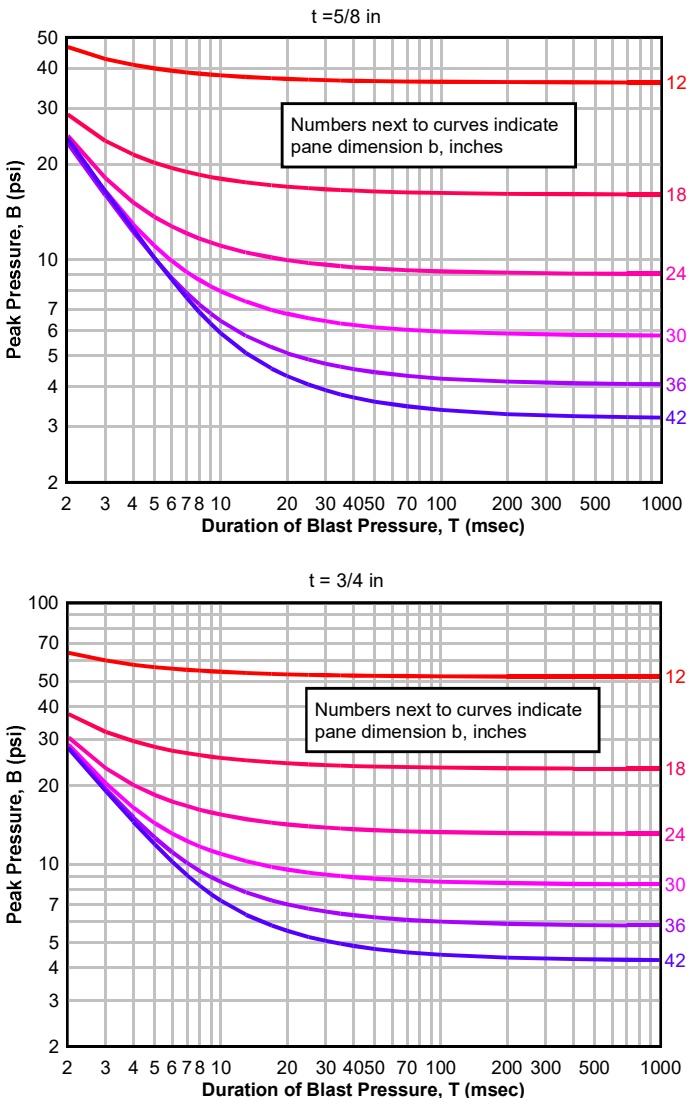 t =5/8 in
50
40
30
20
10
7
6
5
4
3
2
Peak Pressure, B (psi)
Numbers next to curves indicate
pane dimension b, inches
12
18
24
30
36
42
2 3 4 5 6 7 8 10 20 30 40 50 70 100 200 300 500 1000
Duration of Blast Pressure, T (msec)
t = 3/4 in
100
70
50
40
30
20
10
7
5
4
3
2
Peak Pressure, B (psi)
Numbers next to curves indicate
pane dimension b, inches
12
18
24
30
36
42
2 3 4 5 6 7 8 10 20 30 40 50 70 100 200 300 500 1000
Duration of Blast Pressure, T (msec)